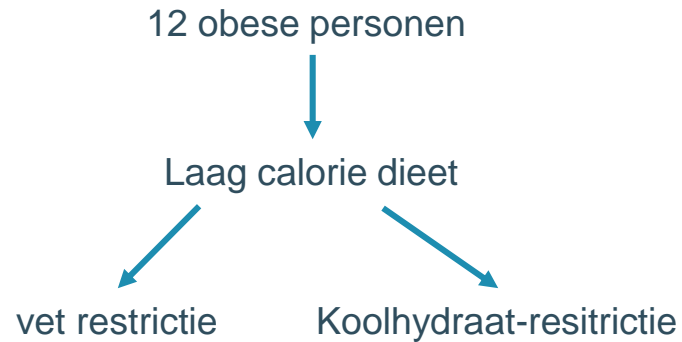 12 obese personen
Laag calorie dieet
vet restrictie
Koolhydraat-resitrictie